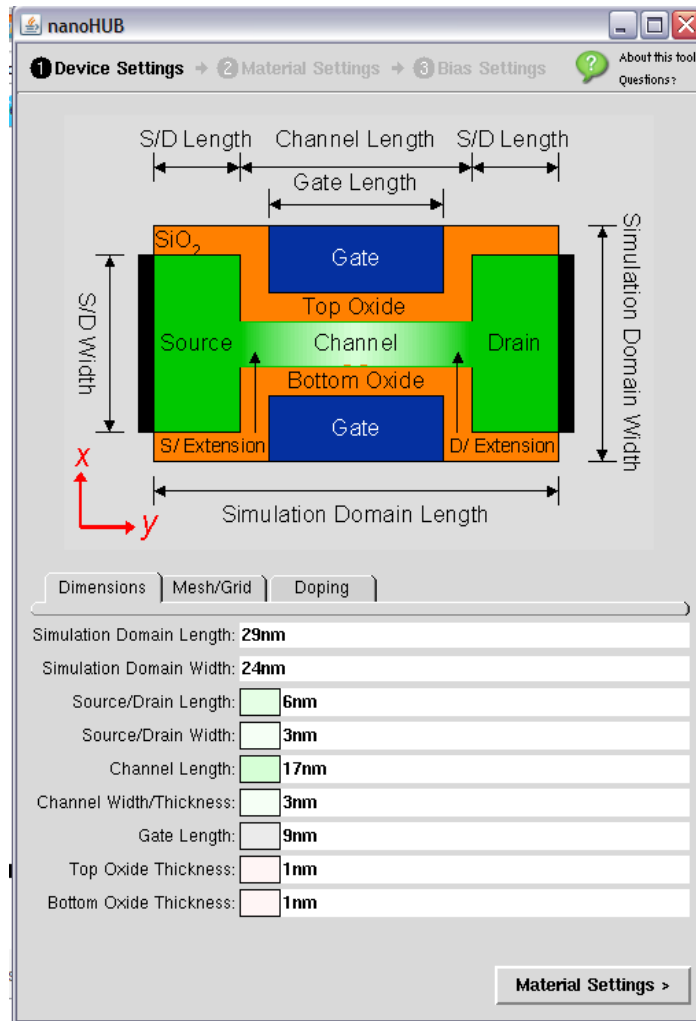 nanoHUB
1 Device Settings → 2 Material Settings → 3 Bias Settings
? About this tool
Questions?
S/D Length Channel Length S/D Length
Gate Length
SiO2
Gate
Top Oxide
Source Channel Drain
Bottom Oxide
Gate
S/ Extension D/ Extension
S/D Width
Simulation Domain Width
x
y
Simulation Domain Length
Dimensions Mesh/Grid Doping
Simulation Domain Length: 29nm
Simulation Domain Width: 24nm
Source/Drain Length: 6nm
Source/Drain Width: 3nm
Channel Length: 17nm
Channel Width/Thickness: 3nm
Gate Length: 9nm
Top Oxide Thickness: 1nm
Bottom Oxide Thickness: 1nm
Material Settings >